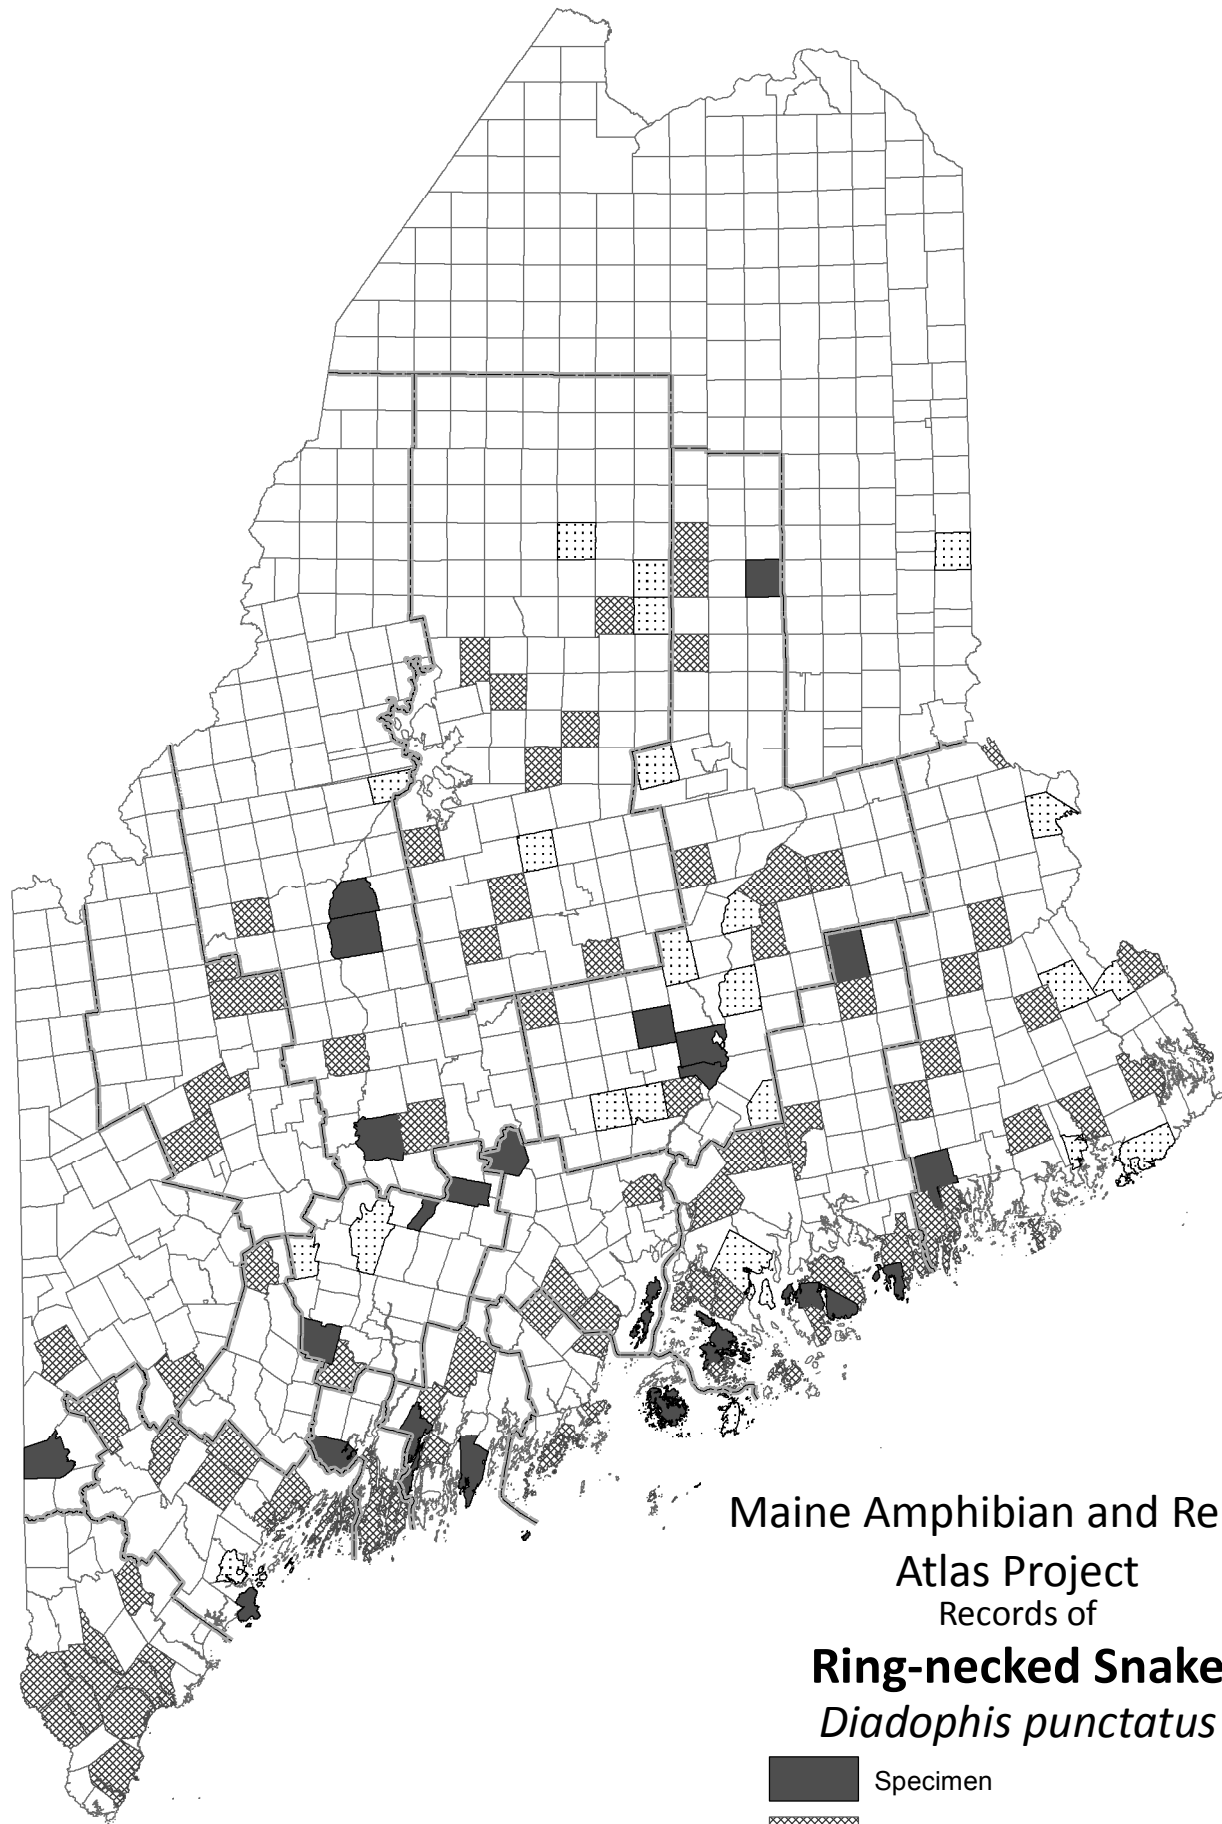 Maine Amphibian and Re
Atlas Project
Records of
Ring-necked Snake
Diadophis punctatus
Specimen